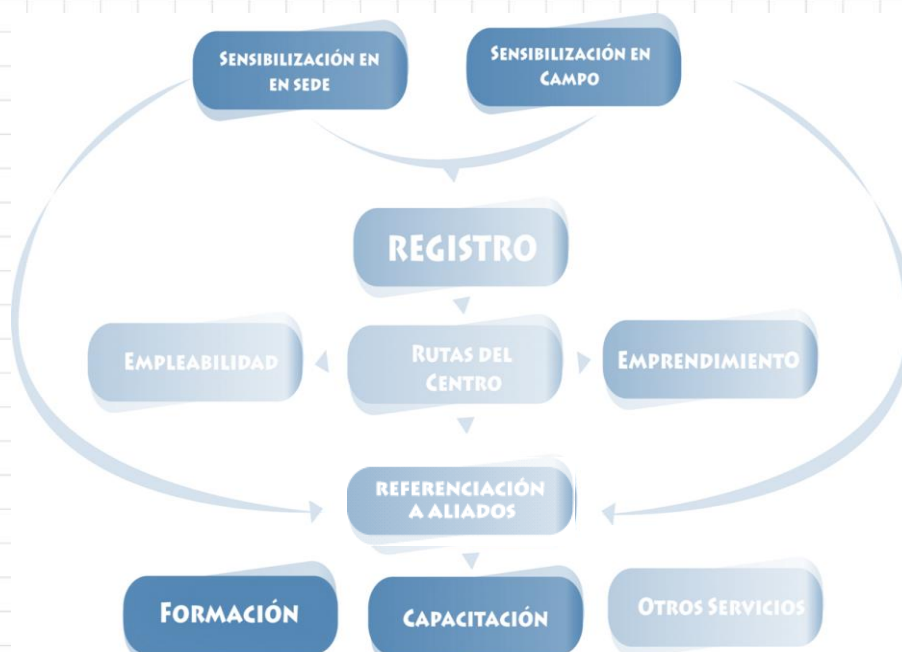 SENSIBILIZACIÓN EN
EN SEDE
SENSIBILIZACIÓN EN
CAMPO
REGISTRO
EMPLEABILIDAD
RUTAS DEL
CENTRO
EMPRENDIMIENTO
REFERENCIACIÓN
A ALIADOS
FORMACIÓN
CAPACITACIÓN
OTROS SERVICIOS